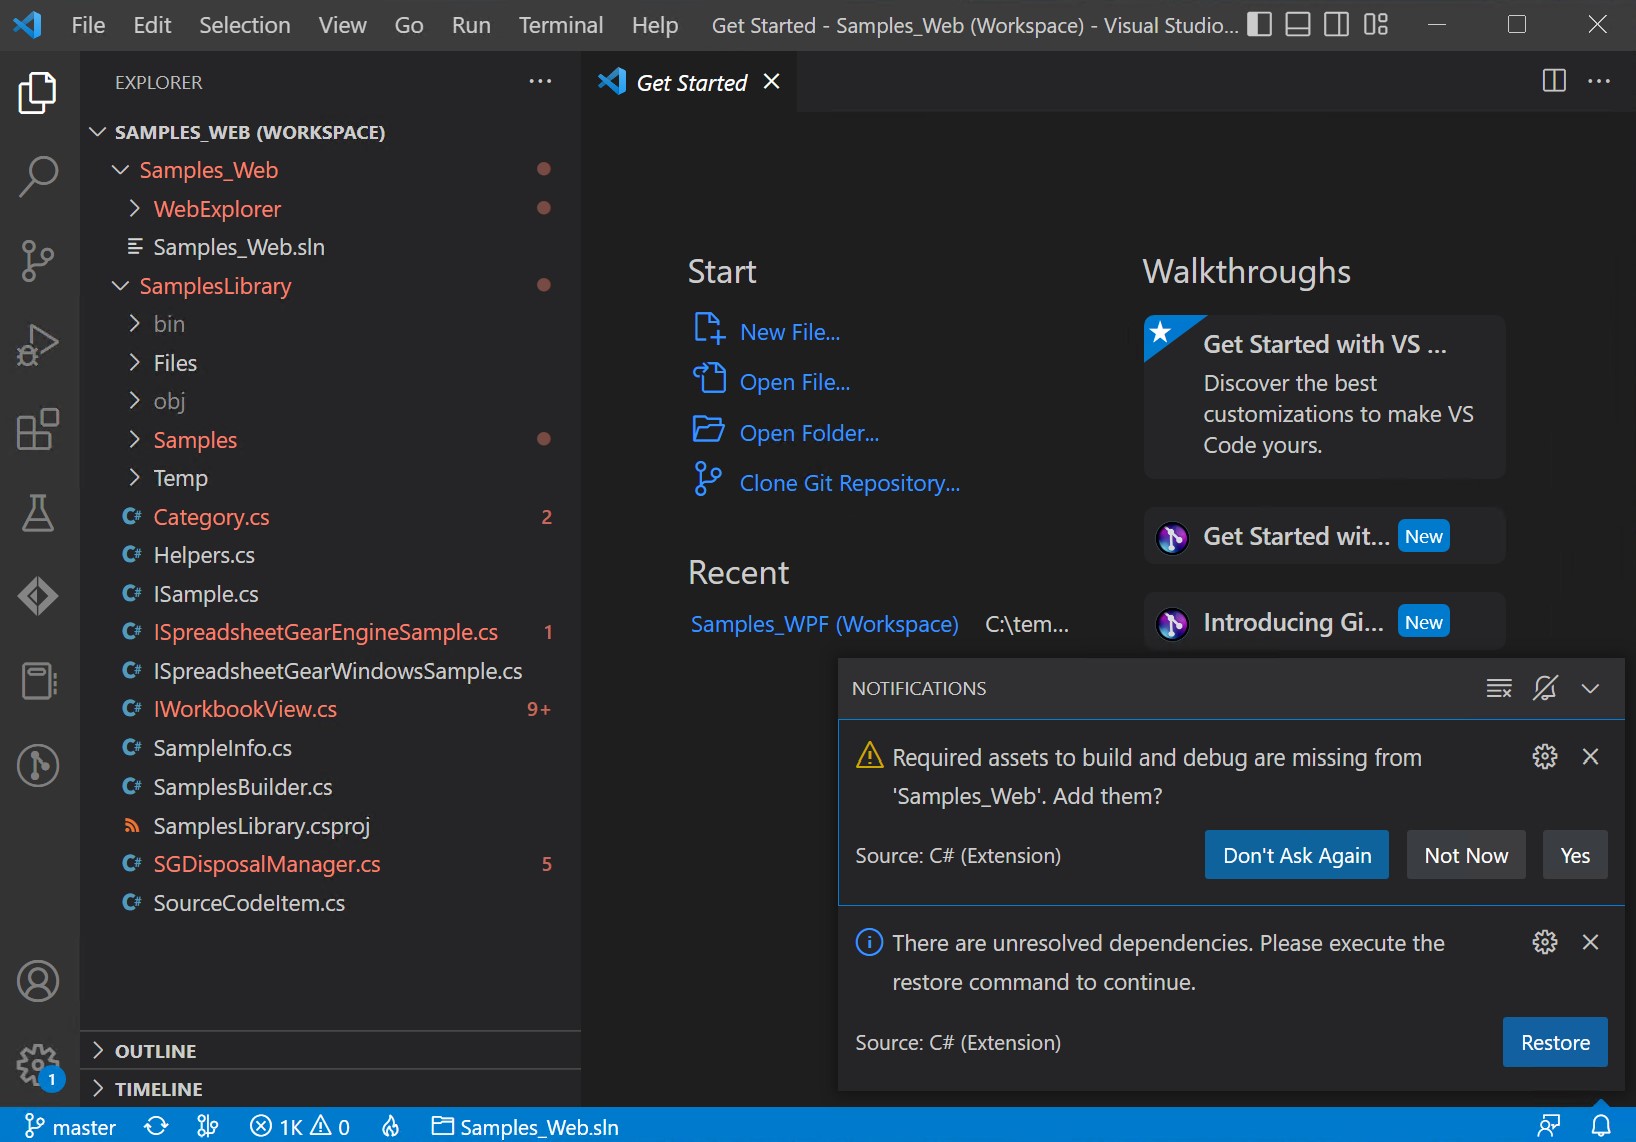 File Edit Selection View Go Run Terminal Help Get Started - Samples_Web (Workspace) - Visual Studio...
EXPLORER
SAMPLES_WEB (WORKSPACE)
Samples_Web
WebExplorer
Samples_Web.sln
SamplesLibrary
bin
Files
obj
Samples
Temp
C# Category.cs 2
C# Helpers.cs
C# ISample.cs
C# ISpreadsheetGearEngineSample.cs 1
C# ISpreadsheetGearWindowsSample.cs
C# IWorkbookView.cs 9+
C# SampleInfo.cs
C# SamplesBuilder.cs
SamplesLibrary.csproj
C# SGDisposalManager.cs 5
C# SourceCodeItem.cs
OUTLINE
TIMELINE
1
Get Started
Start
New File...
Open File...
Open Folder...
Clone Git Repository...
Recent
Samples_WPF (Workspace) C:\tem...
Walkthroughs
Get Started with VS ...
Discover the best
customizations to make VS
Code yours.
Get Started wit... New
Introducing Gi... New
NOTIFICATIONS
Required assets to build and debug are missing from
'Samples_Web'. Add them?
Source: C# (Extension) Don't Ask Again Not Now Yes
There are unresolved dependencies. Please execute the
restore command to continue.
Source: C# (Extension) Restore
master 1K 0 Samples_Web.sln